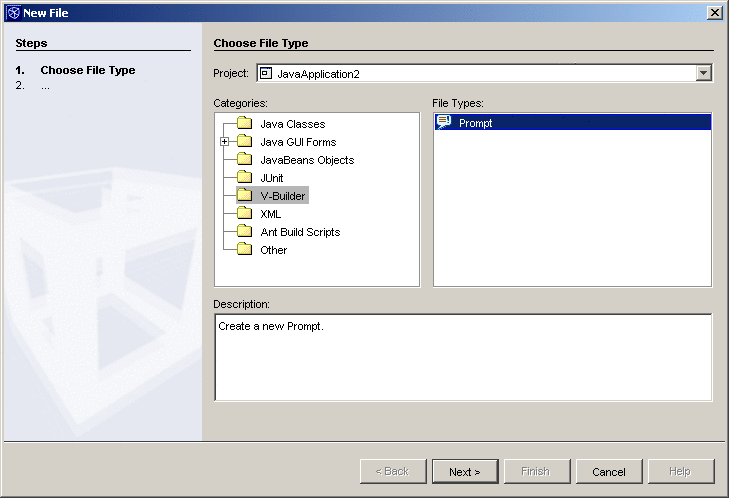 New File
Steps
1. Choose File Type
2. ...
Choose File Type
Project: JavaApplication2
Categories:
Java Classes
Java GUI Forms
JavaBeans Objects
JUnit
V-Builder
XML
Ant Build Scripts
Other
File Types:
Prompt
Description:
Create a new Prompt.
< Back Next > Finish Cancel Help